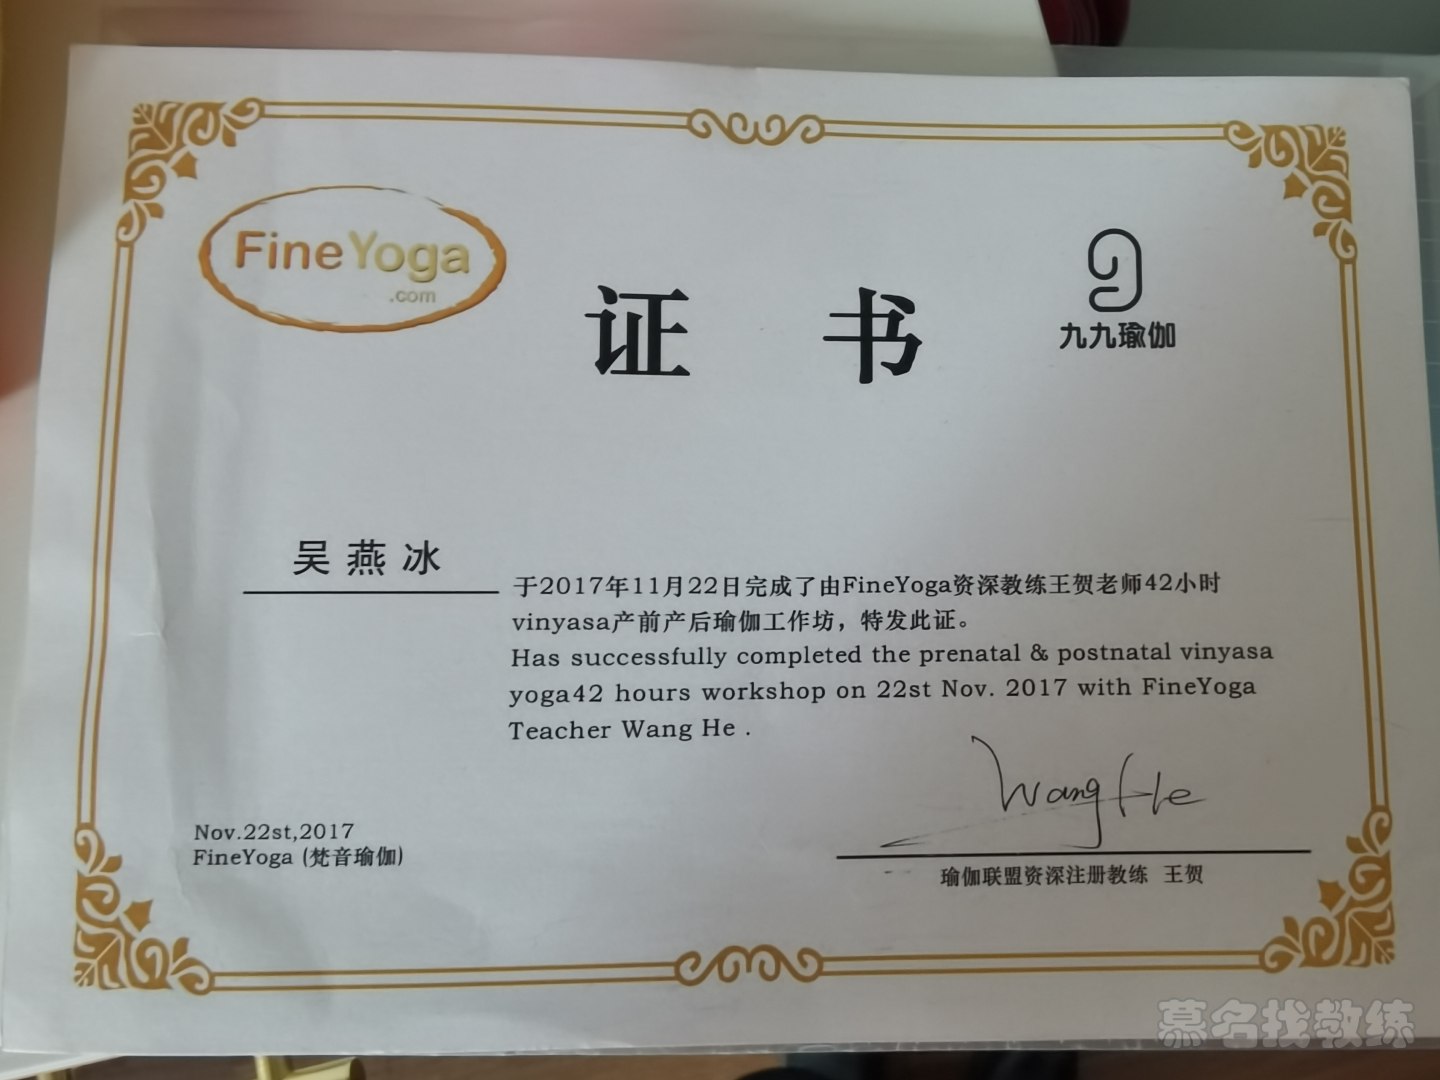 FineYoga
.com
证 书
九九瑜伽
吴燕冰
于2017年11月22日完成了由FineYoga资深教练王贺老师42小时
vinyasa产前产后瑜伽工作坊，特发此证。
Has successfully completed the prenatal & postnatal vinyasa
yoga42 hours workshop on 22st Nov. 2017 with FineYoga
Teacher Wang He .
Wang He
Nov.22st,2017
FineYoga (梵音瑜伽)
瑜伽联盟资深注册教练 王贺
慕名找教练